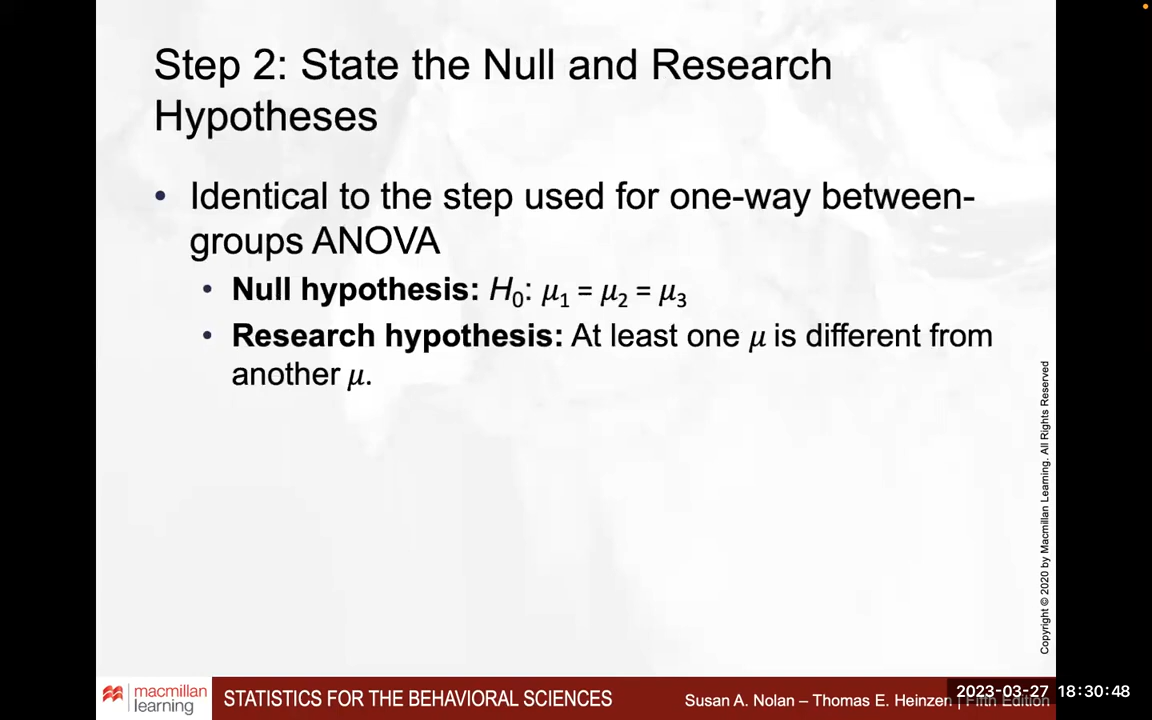 Step 2: State the Null and Research
Hypotheses
• Identical to the step used for one-way between-
groups ANOVA
• Null hypothesis: H₀: μ₁ = μ₂ = μ₃
• Research hypothesis: At least one μ is different from
another μ.
Copyright © 2020 by Macmillan Learning. All Rights Reserved
macmillan
learning
STATISTICS FOR THE BEHAVIORAL SCIENCES
Susan A. Nolan – Thomas E. Heinzen | Fifth Edition
2023-03-27 18:30:48